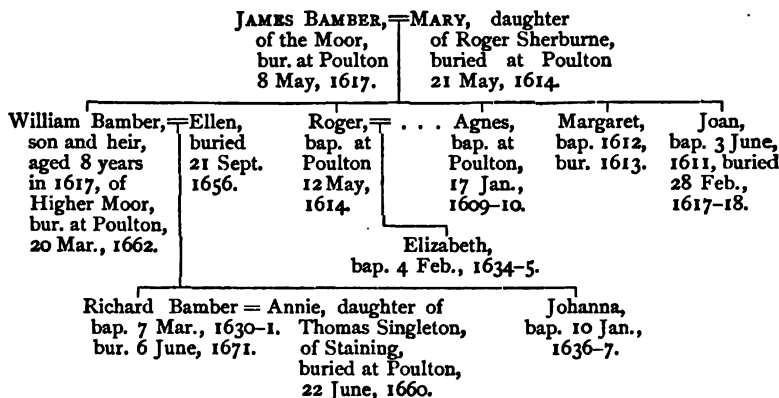 JAMES BAMBER,
of the Moor,
bur. at Poulton
8 May, 1617.
MARY, daughter
of Roger Sherburne,
buried at Poulton
21 May, 1614.
William Bamber,
son and heir,
aged 8 years
in 1617, of
Higher Moor,
bur. at Poulton,
20 Mar., 1662.
Ellen,
buried
21 Sept.
1656.
Roger, = . . .
bap. at
Poulton
12 May,
1614.
Agnes,
bap. at
Poulton,
17 Jan.,
1609-10.
Margaret,
bap. 1612,
bur. 1613.
Joan,
bap. 3 June,
1611, buried
28 Feb.,
1617-18.
Elizabeth,
bap. 4 Feb., 1634-5.
Richard Bamber =
bap. 7 Mar., 1630-1.
bur. 6 June, 1671.
Annie, daughter of
Thomas Singleton,
of Staining,
buried at Poulton,
22 June, 1660.
Johanna,
bap. 10 Jan.,
1636-7.